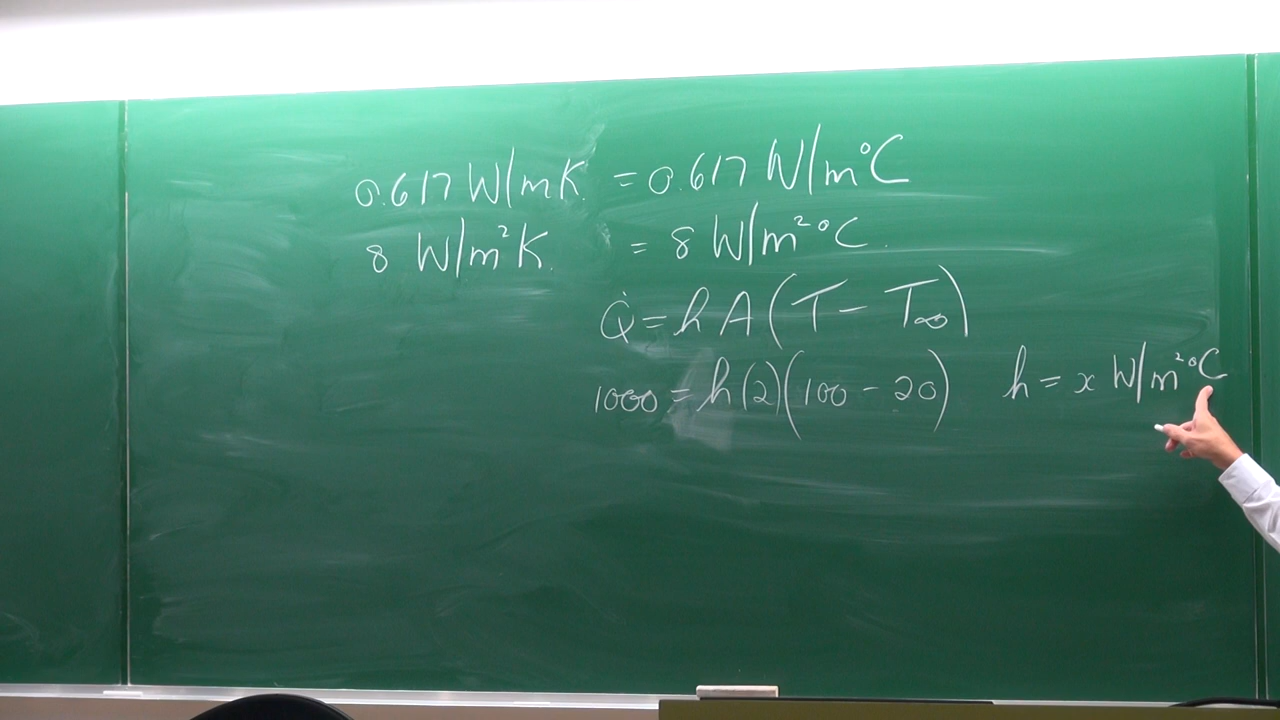 0.617 W/mK = 0.617 W/m°C
8 W/m²K. = 8 W/m²°C.
Q̇ = h A (T - T∞)
1000 = h(2)(100 - 20) h = x W/m²°C